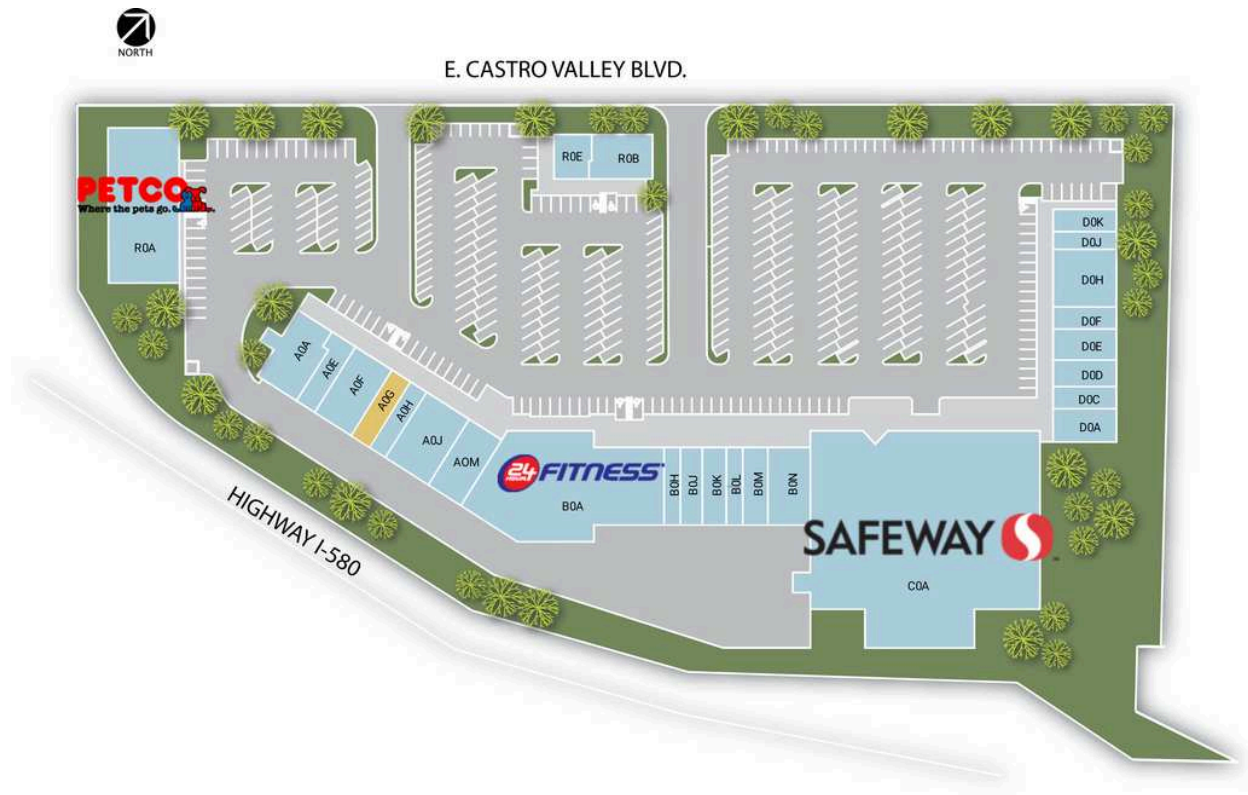 NORTH
E. CASTRO VALLEY BLVD.
R0E
R0B
PETCO
Where the pets go.
R0A
D0K
D0J
D0H
D0F
D0E
D0D
D0C
D0A
A0A
A0E
A0F
A0G
A0H
A0J
A0M
24
HOUR
FITNESS
B0A
B0H
B0J
B0K
B0L
B0M
B0N
SAFEWAY
C0A
HIGHWAY I-580